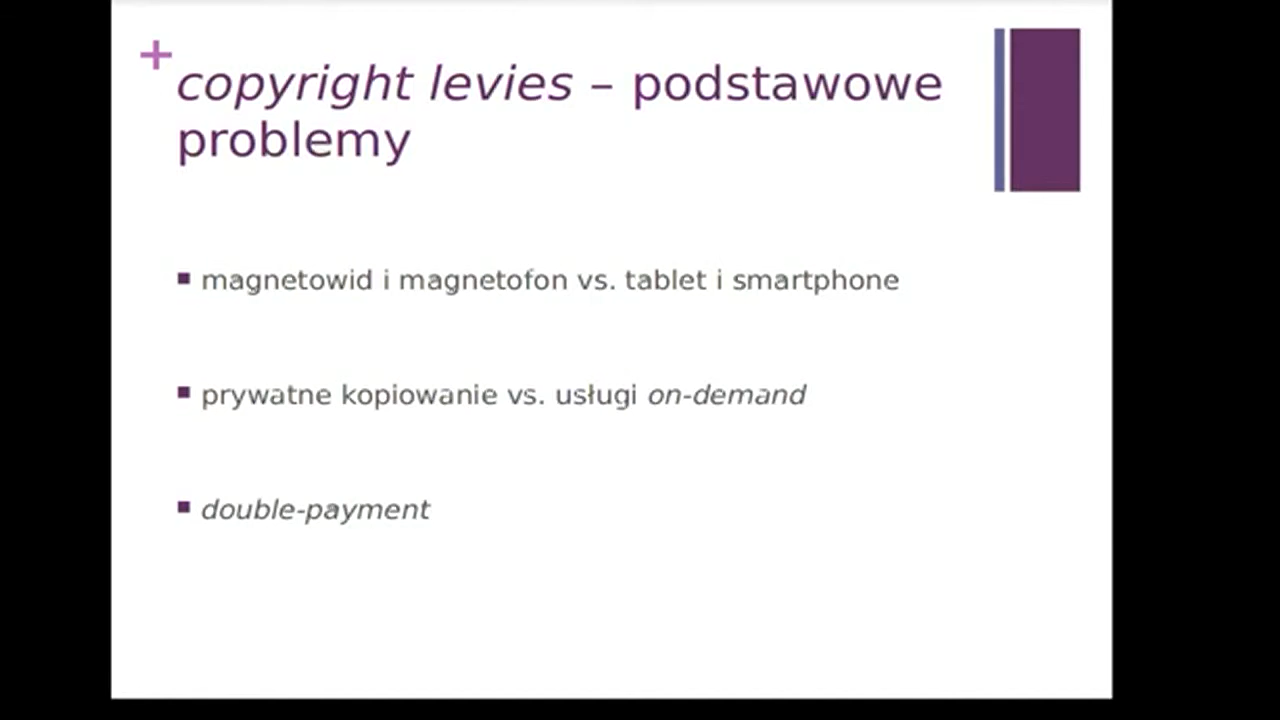 copyright levies – podstawowe
problemy
magnetowid i magnetofon vs. tablet i smartphone
prywatne kopiowanie vs. usługi on-demand
double-payment